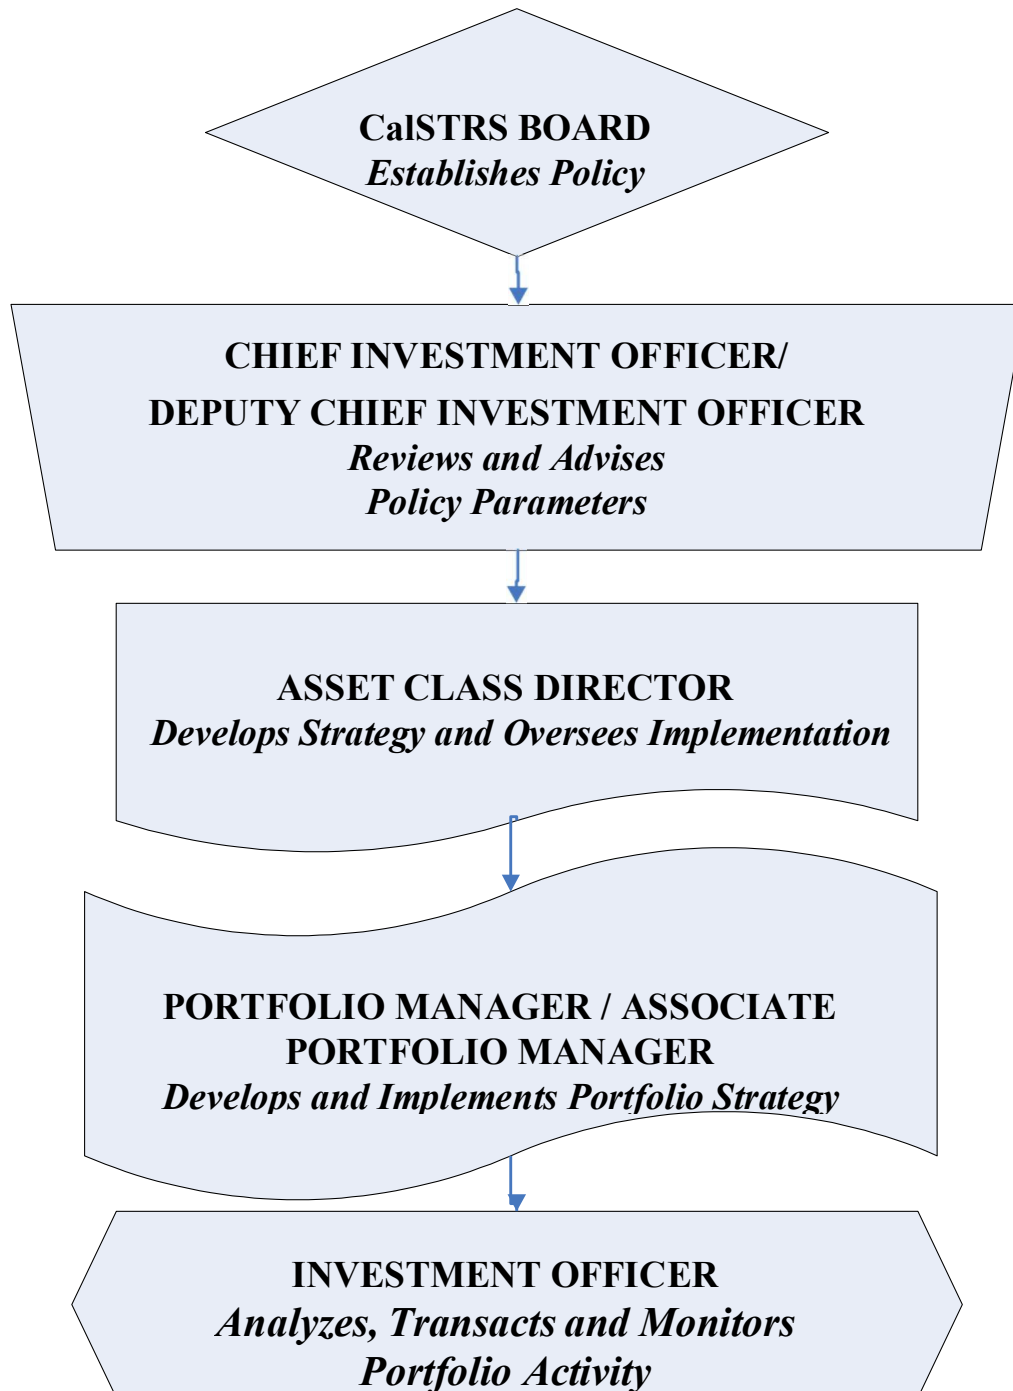 CalSTRS BOARD
Establishes Policy
CHIEF INVESTMENT OFFICER/
DEPUTY CHIEF INVESTMENT OFFICER
Reviews and Advises
Policy Parameters
ASSET CLASS DIRECTOR
Develops Strategy and Oversees Implementation
PORTFOLIO MANAGER / ASSOCIATE
PORTFOLIO MANAGER
Develops and Implements Portfolio Strategy
INVESTMENT OFFICER
Analyzes, Transacts and Monitors
Portfolio Activity